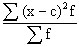 ∑(x – c)²f
∑f